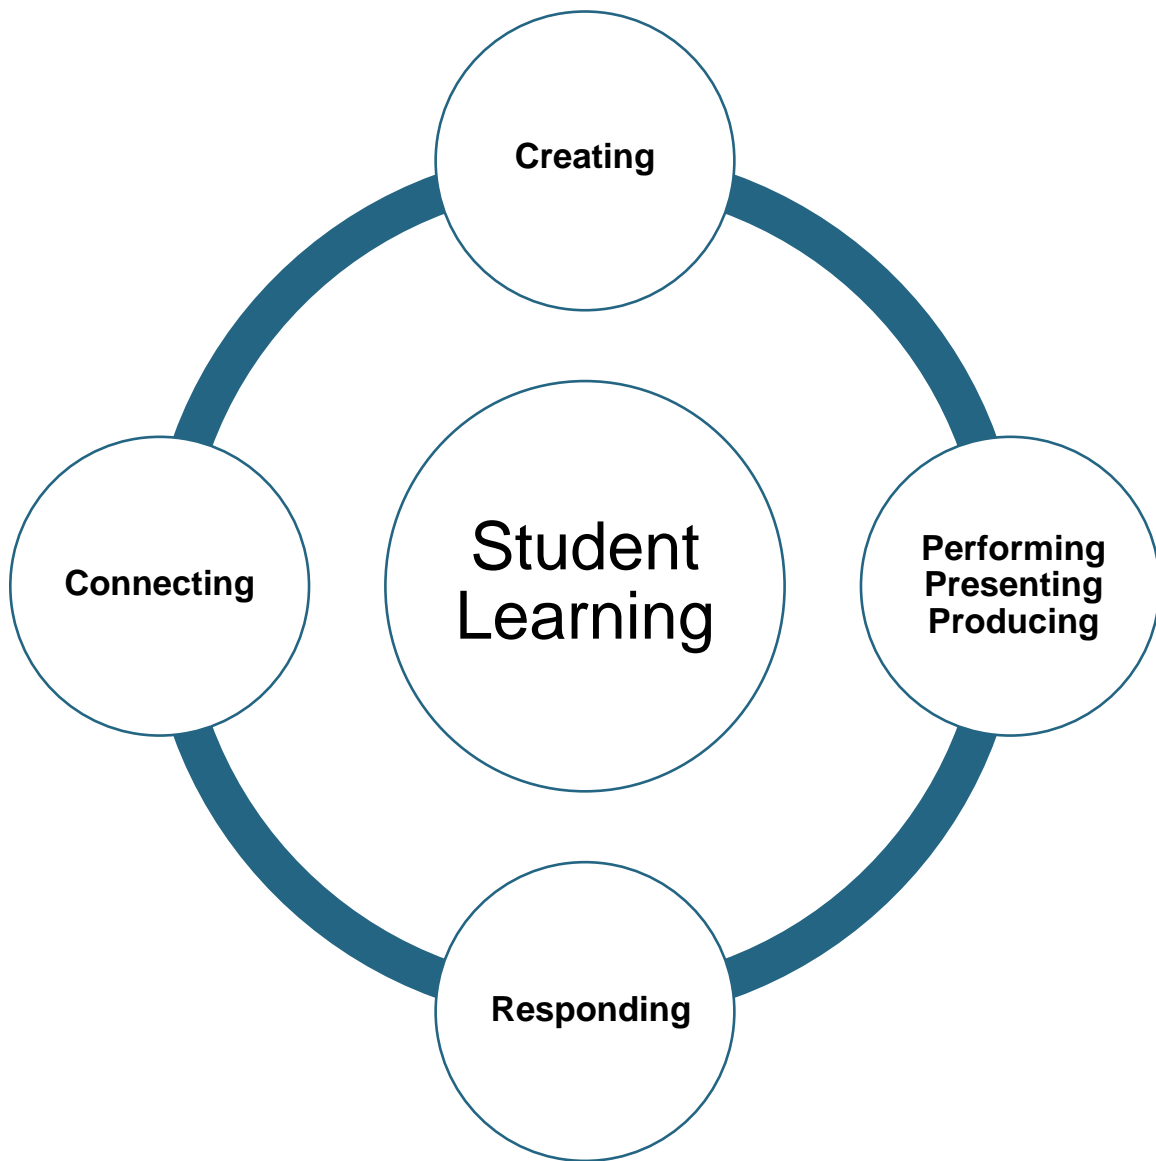 Creating
Connecting
Student
Learning
Performing
Presenting
Producing
Responding